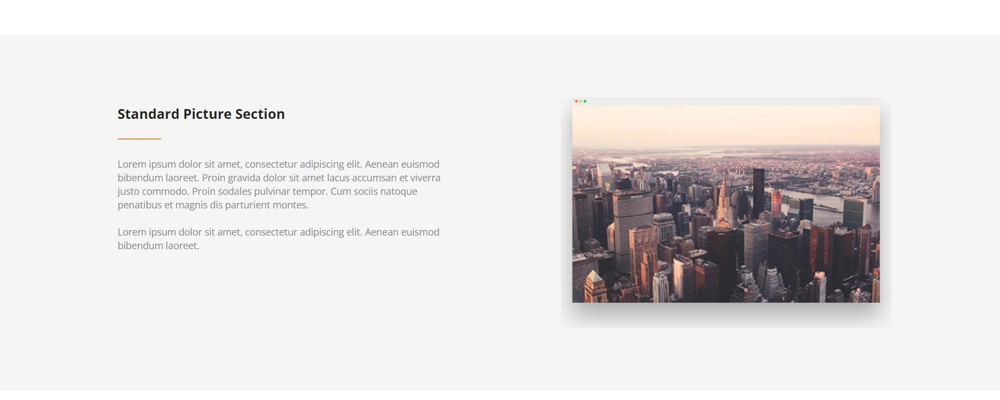 Standard Picture Section
Lorem ipsum dolor sit amet, consectetur adipiscing elit. Aenean euismod
bibendum laoreet. Proin gravida dolor sit amet lacus accumsan et viverra
justo commodo. Proin sodales pulvinar tempor. Cum sociis natoque
penatibus et magnis dis parturient montes.
Lorem ipsum dolor sit amet, consectetur adipiscing elit. Aenean euismod
bibendum laoreet.
MetLife